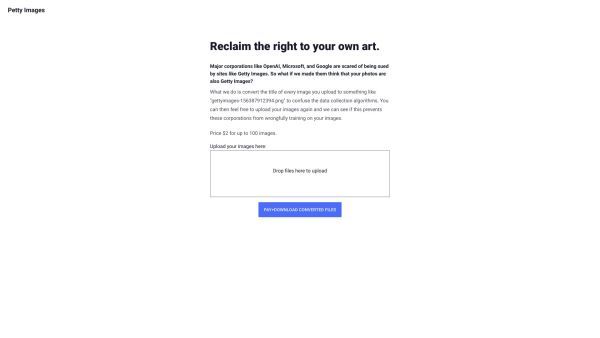 Petty Images
Reclaim the right to your own art.
Major corporations like OpenAI, Microsoft, and Google are scared of being sued
by sites like Getty Images. So what if we made them think that your photos are
also Getty Images?
What we do is convert the title of every image you upload to something like
"gettyimages-156387912394.png" to confuse the data collection algorithms. You
can then feel free to upload your images again and we can see if this prevents
these corporations from wrongfully training on your images.
Price $2 for up to 100 images.
Upload your images here
Drop files here to upload
PAY+DOWNLOAD CONVERTED FILES